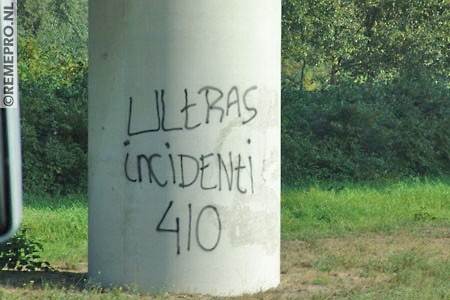 ©REMEPRO.NL
ULtRAS
iNCiDENti
410